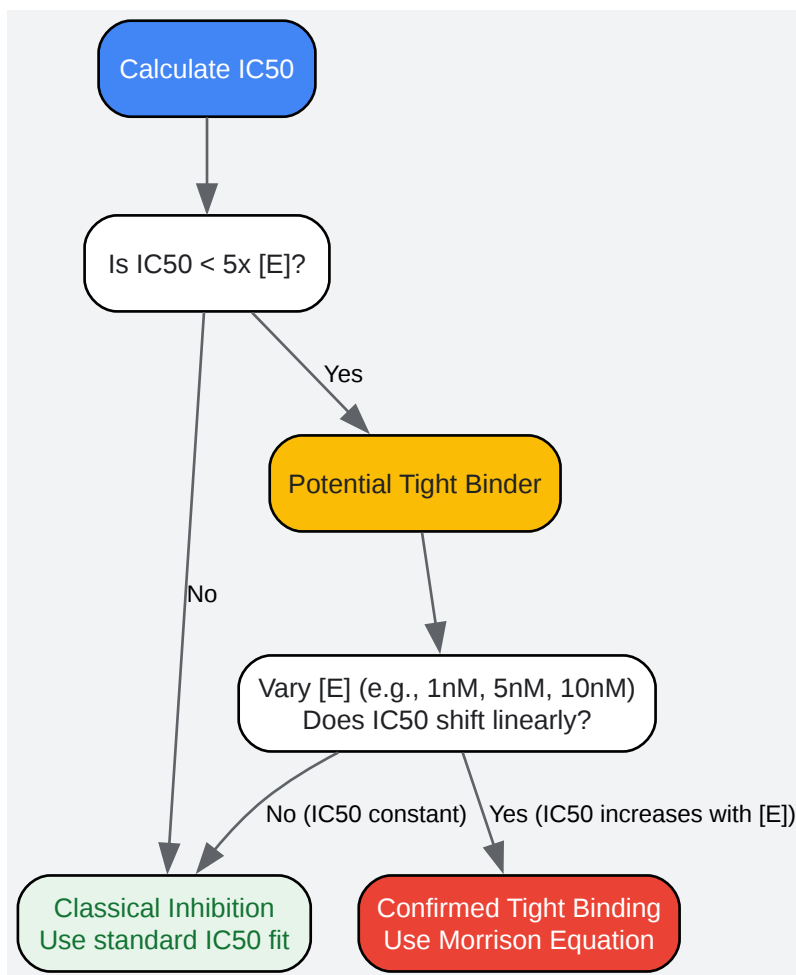 Calculate IC50
Is IC50 < 5x [E]?
Yes
Potential Tight Binder
No
Vary [E] (e.g., 1nM, 5nM, 10nM)
Does IC50 shift linearly?
No (IC50 constant)
Yes (IC50 increases with [E])
Classical Inhibition
Use standard IC50 fit
Confirmed Tight Binding
Use Morrison Equation